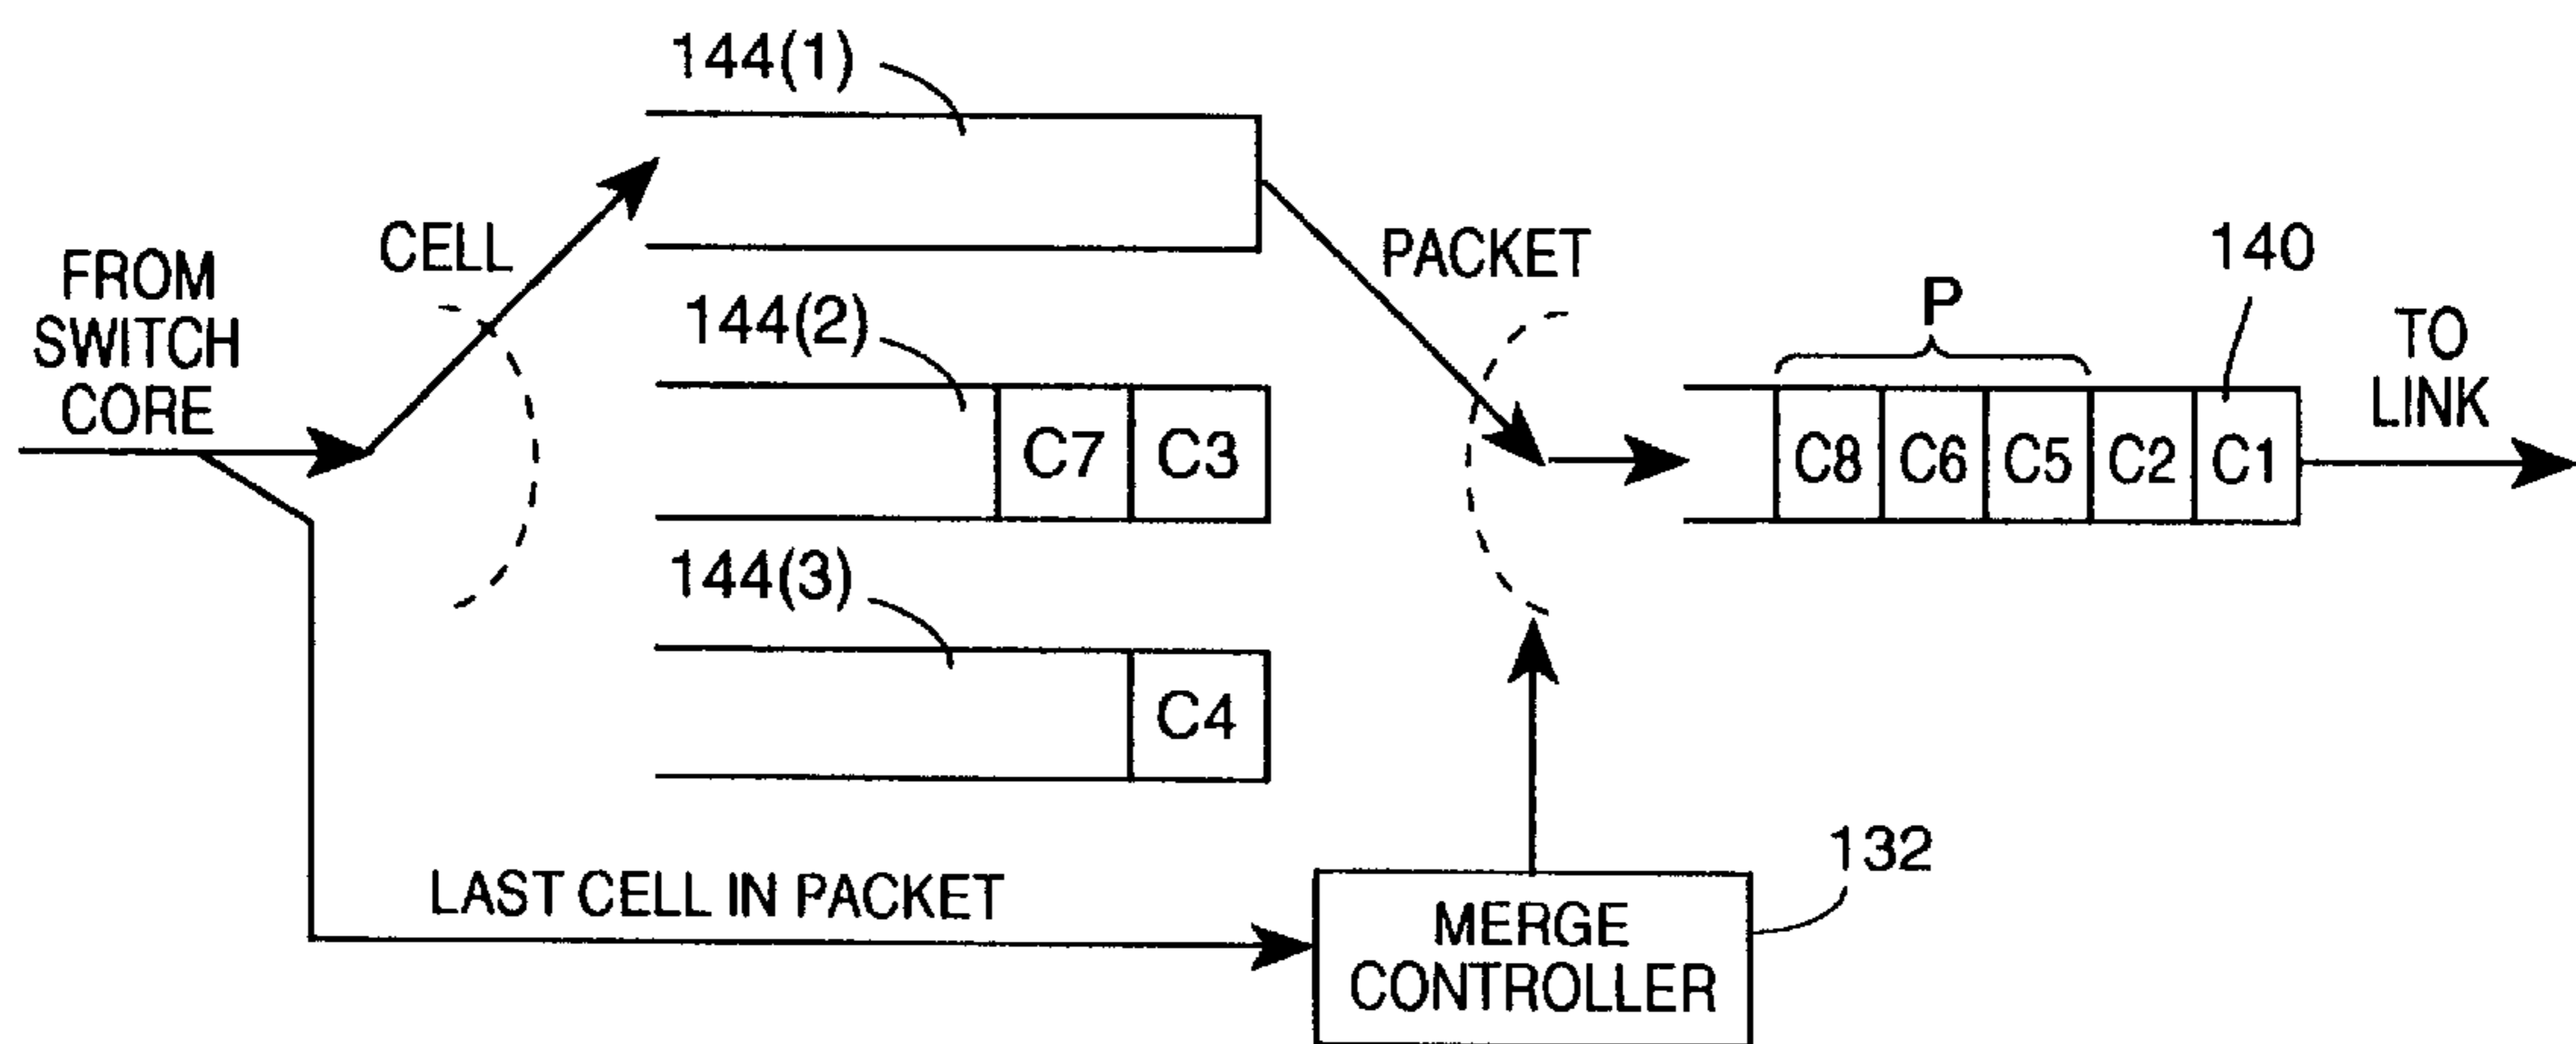 144(1)
CELL
FROM
SWITCH
CORE
PACKET
140
P
TO
LINK
144(2)
C7 C3
C8 C6 C5 C2 C1
144(3)
C4
132
LAST CELL IN PACKET
MERGE
CONTROLLER